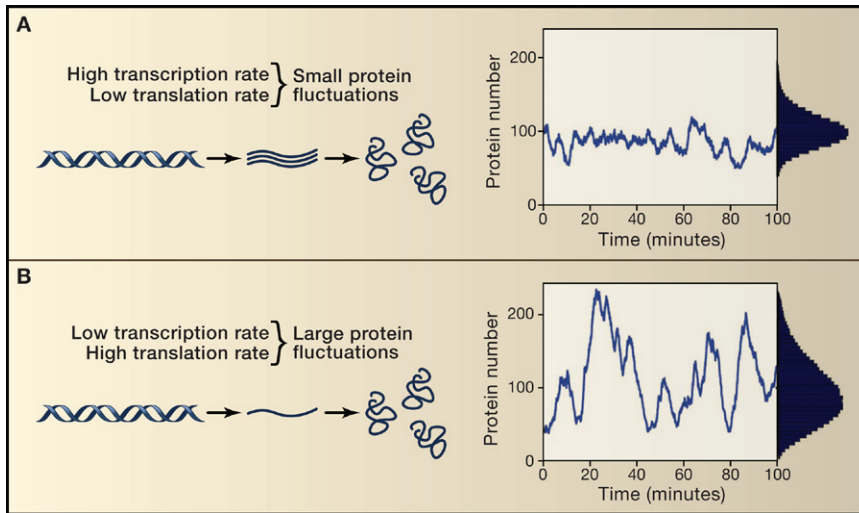 A
High transcription rate
Low translation rate
Small protein
fluctuations
Protein number
200
100
0
0 20 40 60 80 100
Time (minutes)
B
Low transcription rate
High translation rate
Large protein
fluctuations
Protein number
200
100
0
0 20 40 60 80 100
Time (minutes)